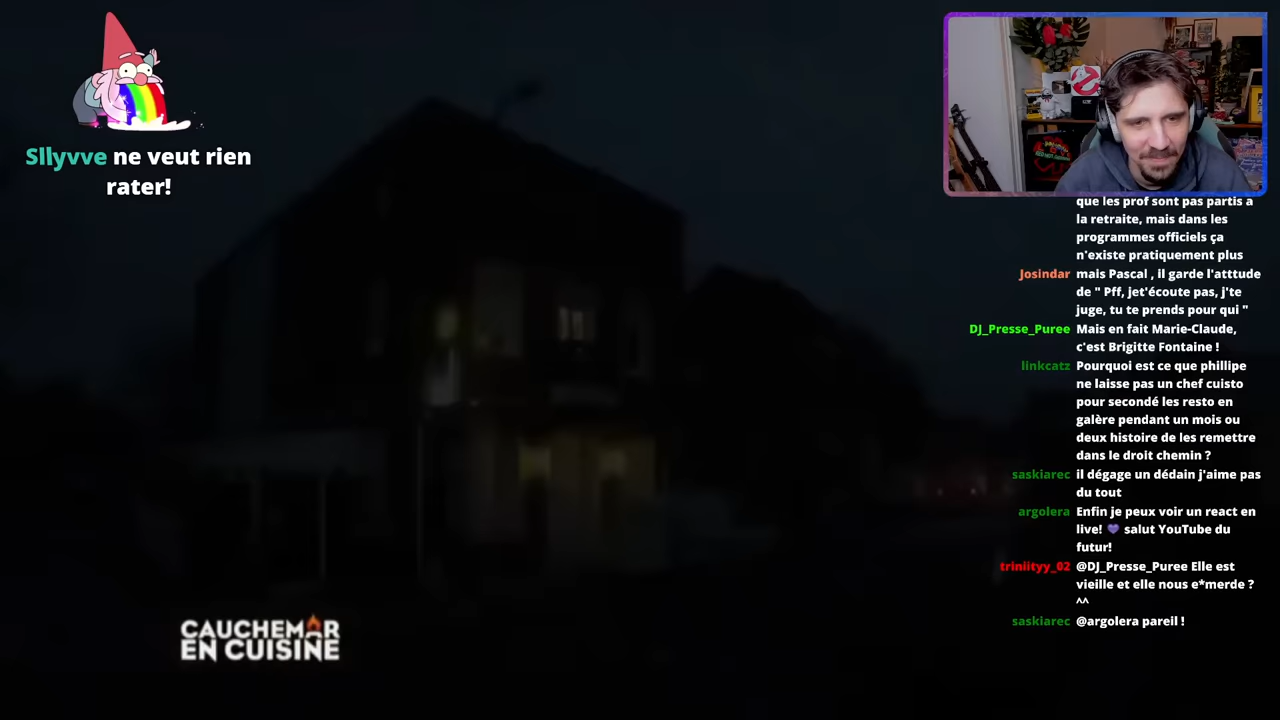 Sllyvve ne veut rien
rater!
CAUCHEMAR
EN CUISINE
que les prof sont pas partis a
la retraite, mais dans les
programmes officiels ça
n'existe pratiquement plus
Josindar mais Pascal , il garde l'atttude
de " Pff, jet'écoute pas, j'te
juge, tu te prends pour qui "
DJ_Presse_Puree Mais en fait Marie-Claude,
c'est Brigitte Fontaine !
linkcatz Pourquoi est ce que phillipe
ne laisse pas un chef cuisto
pour secondé les resto en
galère pendant un mois ou
deux histoire de les remettre
dans le droit chemin ?
saskiarec il dégage un dédain j'aime pas
du tout
argolera Enfin je peux voir un react en
live! 💜 salut YouTube du
futur!
triniityy_02 @DJ_Presse_Puree Elle est
vieille et elle nous e*merde ?
^^
saskiarec @argolera pareil !